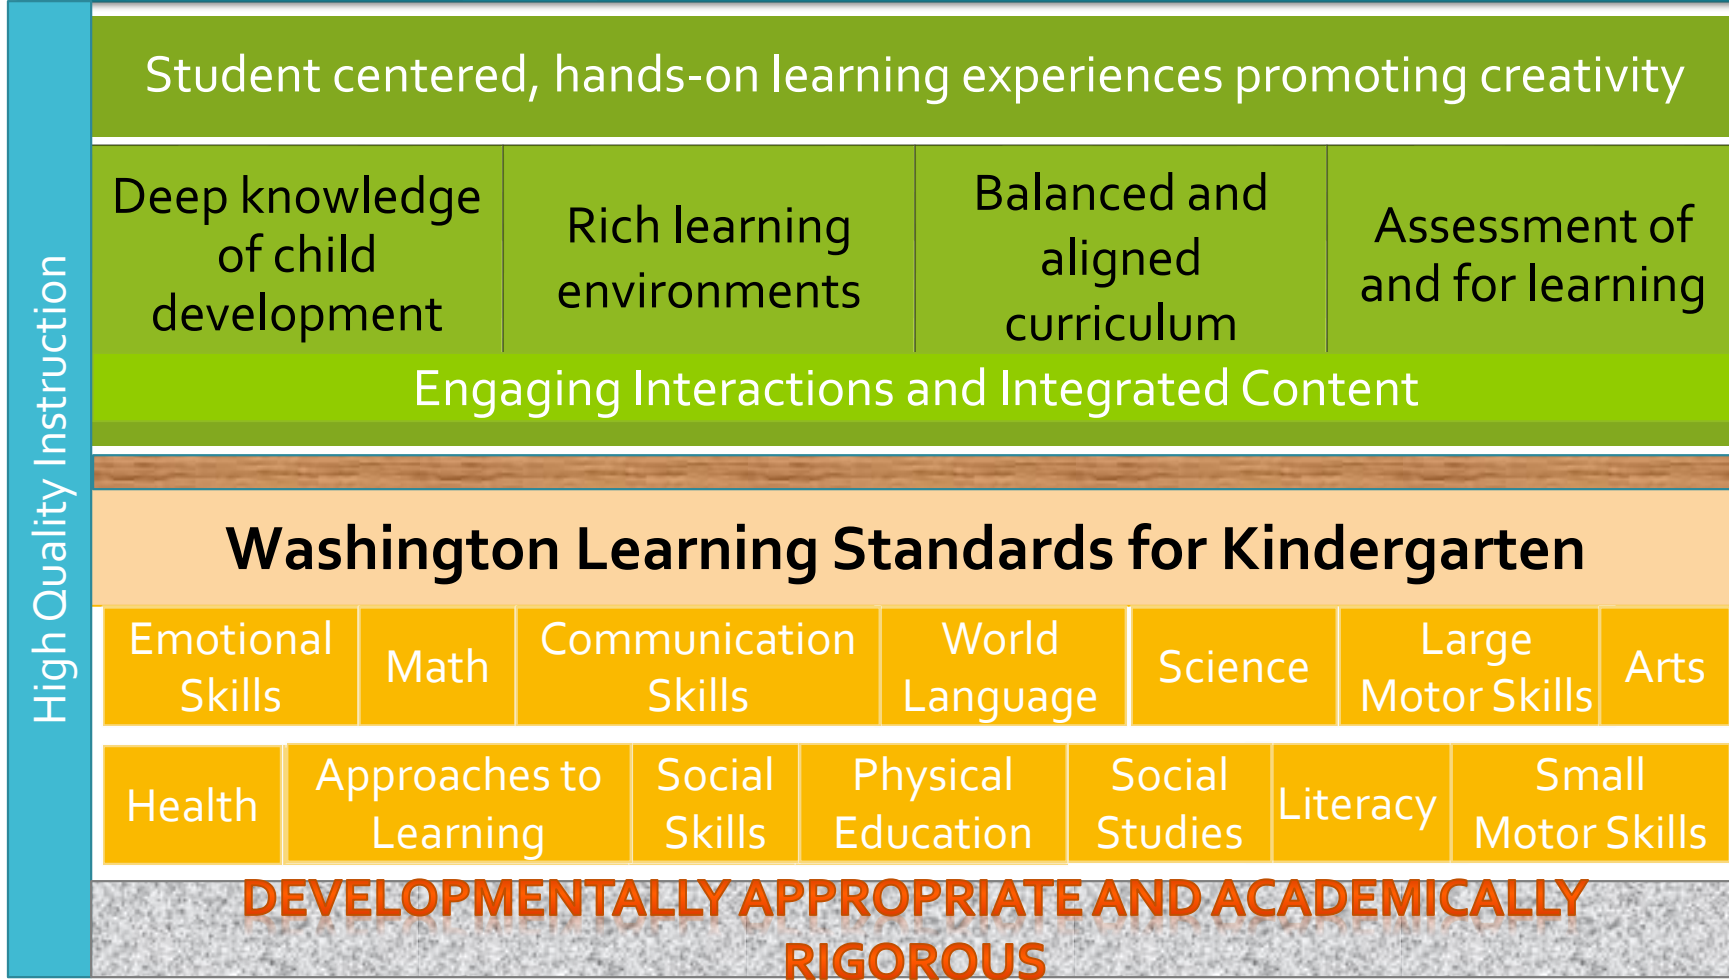 High Quality Instruction
Student centered, hands-on learning experiences promoting creativity
Deep knowledge
of child
development
Rich learning
environments
Balanced and
aligned
curriculum
Assessment of
and for learning
Engaging Interactions and Integrated Content
Washington Learning Standards for Kindergarten
Emotional
Skills
Math
Communication
Skills
World
Language
Science
Large
Motor Skills
Arts
Health
Approaches to
Learning
Social
Skills
Physical
Education
Social
Studies
Literacy
Small
Motor Skills
DEVELOPMENTALLY APPROPRIATE AND ACADEMICALLY
RIGOROUS